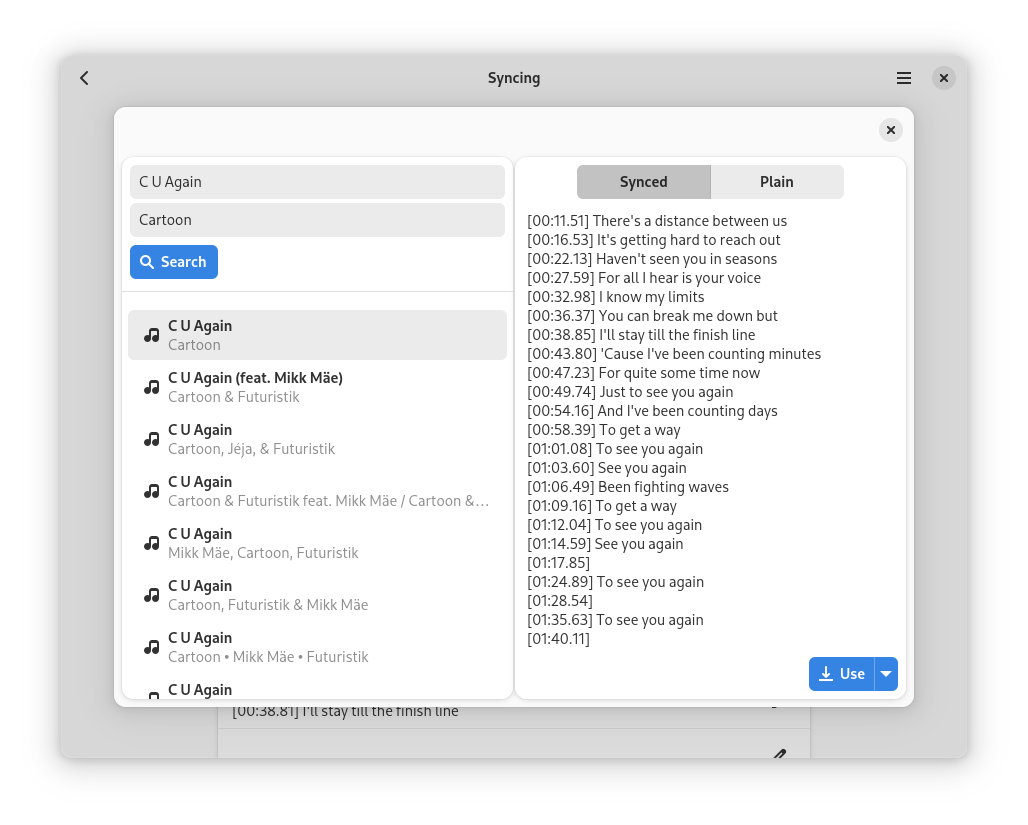 Syncing
C U Again
Cartoon
Search
C U Again
Cartoon
C U Again (feat. Mikk Mäe)
Cartoon & Futuristik
C U Again
Cartoon, Jéja, & Futuristik
C U Again
Cartoon & Futuristik feat. Mikk Mäe / Cartoon &…
C U Again
Mikk Mäe, Cartoon, Futuristik
C U Again
Cartoon, Futuristik & Mikk Mäe
C U Again
Cartoon • Mikk Mäe • Futuristik
C U Again
Synced
Plain
[00:11.51] There's a distance between us
[00:16.53] It's getting hard to reach out
[00:22.13] Haven't seen you in seasons
[00:27.59] For all I hear is your voice
[00:32.98] I know my limits
[00:36.37] You can break me down but
[00:38.85] I'll stay till the finish line
[00:43.80] 'Cause I've been counting minutes
[00:47.23] For quite some time now
[00:49.74] Just to see you again
[00:54.16] And I've been counting days
[00:58.39] To get a way
[01:01.08] To see you again
[01:03.60] See you again
[01:06.49] Been fighting waves
[01:09.16] To get a way
[01:12.04] To see you again
[01:14.59] See you again
[01:17.85]
[01:24.89] To see you again
[01:28.54]
[01:35.63] To see you again
[01:40.11]
Use
[00:38.81] I'll stay till the finish line